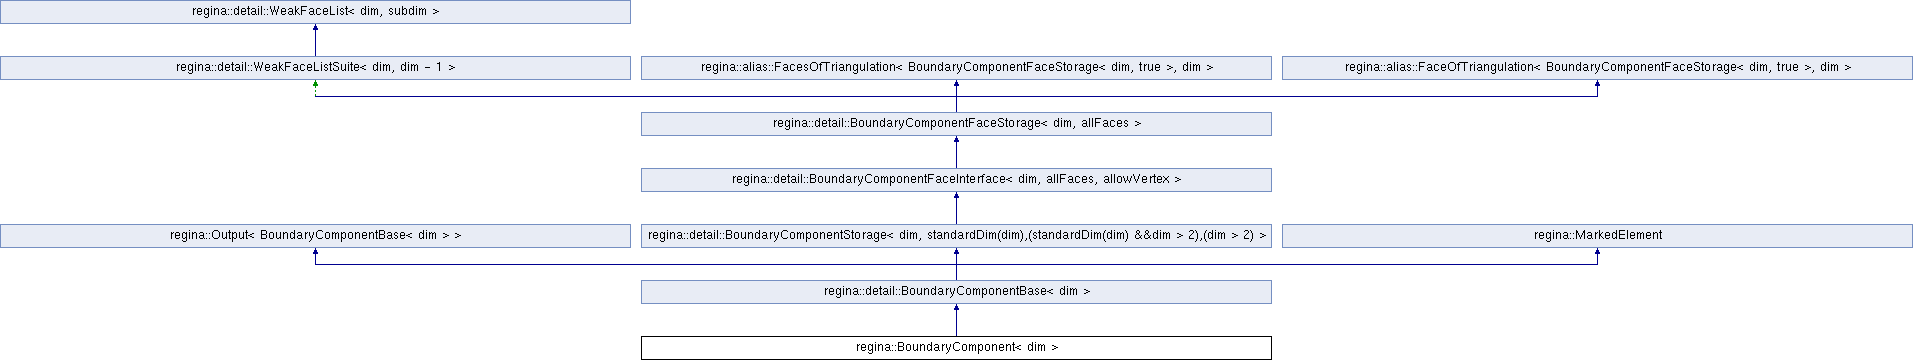 regina::detail::WeakFaceList< dim, subdim >
regina::detail::WeakFaceListSuite< dim, dim - 1 >
regina::alias::FacesOfTriangulation< BoundaryComponentFaceStorage< dim, true >, dim >
regina::alias::FaceOfTriangulation< BoundaryComponentFaceStorage< dim, true >, dim >
regina::detail::BoundaryComponentFaceStorage< dim, allFaces >
regina::detail::BoundaryComponentFaceInterface< dim, allFaces, allowVertex >
regina::Output< BoundaryComponentBase< dim > >
regina::detail::BoundaryComponentStorage< dim, standardDim(dim),(standardDim(dim) &&dim > 2),(dim > 2) >
regina::MarkedElement
regina::detail::BoundaryComponentBase< dim >
regina::BoundaryComponent< dim >